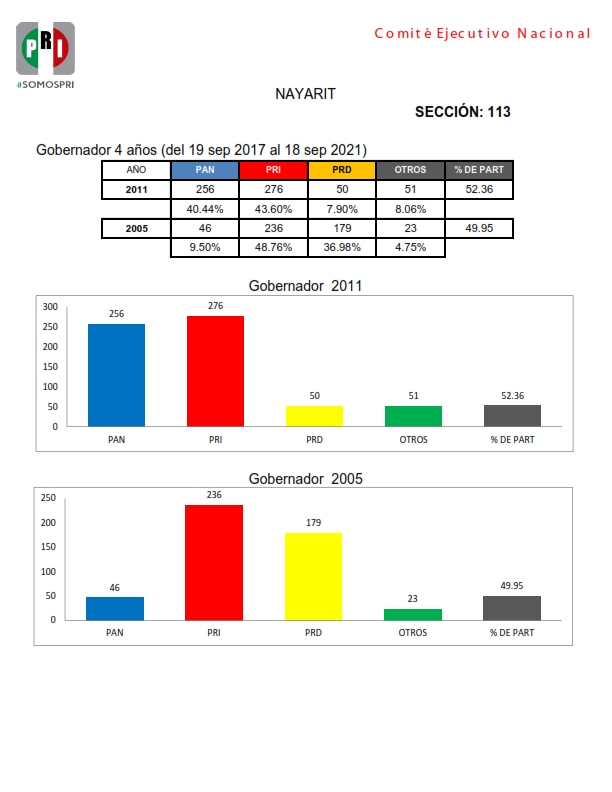 Comité Ejecutivo Nacional
PRI
#SOMOSPRI
NAYARIT
SECCIÓN: 113
Gobernador 4 años (del 19 sep 2017 al 18 sep 2021)
AÑO PAN PRI PRD OTROS % DE PART
2011 256 276 50 51 52.36
40.44% 43.60% 7.90% 8.06%
2005 46 236 179 23 49.95
9.50% 48.76% 36.98% 4.75%
Gobernador 2011
300
250
200
150
100
50
0
256 276 50 51 52.36
PAN PRI PRD OTROS % DE PART
Gobernador 2005
250
200
150
100
50
0
46 236 179 23 49.95
PAN PRI PRD OTROS % DE PART